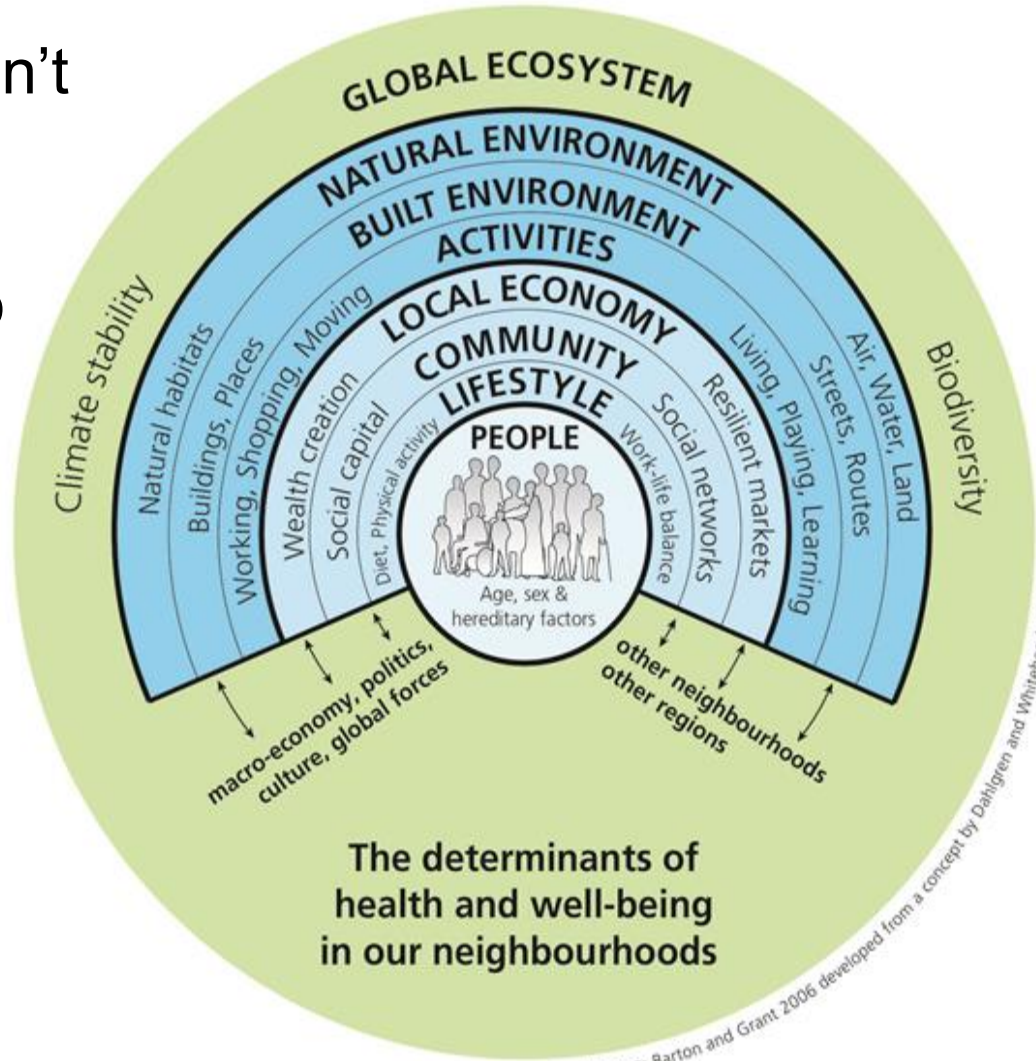 n't
GLOBAL ECOSYSTEM
NATURAL ENVIRONMENT
BUILT ENVIRONMENT
ACTIVITIES
LOCAL ECONOMY
COMMUNITY
LIFESTYLE
PEOPLE
Age, sex &
hereditary factors
Climate stability
Natural habitats
Buildings, Places
Working, Shopping, Moving
Wealth creation
Social capital
Diet, Physical activity
Work-life balance
Social networks
Resilient markets
Living, Playing, Learning
Streets, Routes
Air, Water, Land
Biodiversity
macro-economy, politics,
culture, global forces
other neighbourhoods
other regions
The determinants of
health and well-being
in our neighbourhoods
Barton and Grant 2006 developed from a concept by Dahlgren and